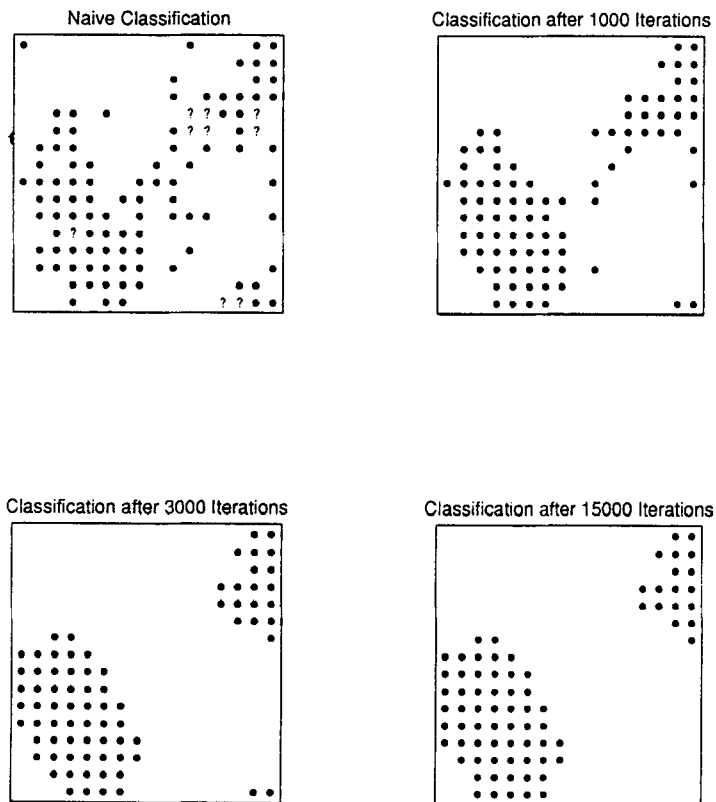 Naive Classification
Classification after 1000 Iterations
? ? ?
? ? ?
?
? ?
Classification after 3000 Iterations
Classification after 15000 Iterations